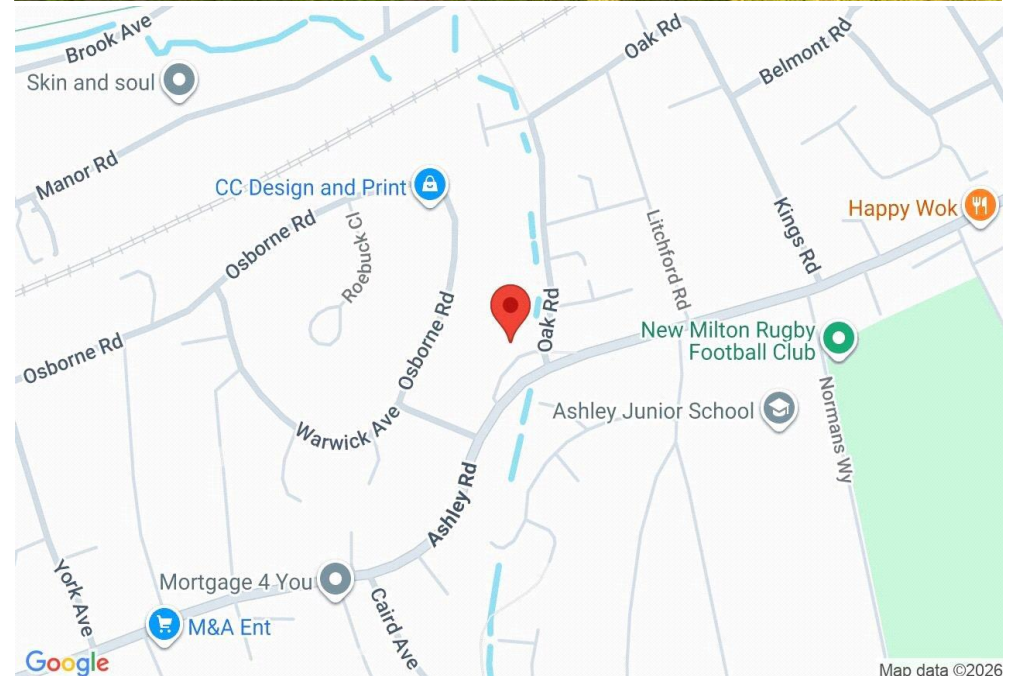 Brook Ave
Oak Rd
Belmont Rd
Skin and soul
Manor Rd
CC Design and Print
Happy Wok
Osborne Rd
Roebuck Cl
Litchford Rd
Kings Rd
Osborne Rd
Osborne Rd
Oak Rd
New Milton Rugby
Football Club
Warwick Ave
Ashley Junior School
Normans Wy
Ashley Rd
York Ave
Mortgage 4 You
Caird Ave
M&A Ent
Google
Map data ©2026